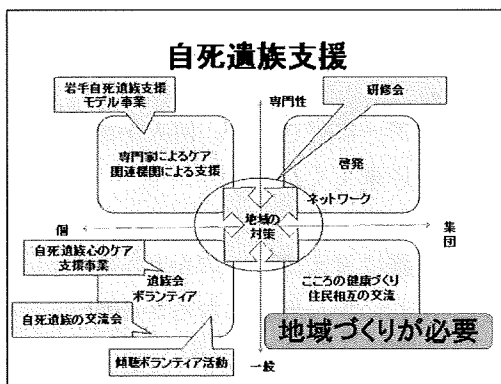 自死遺族支援
岩手自死遺族支援
モデル事業
専門性
研修会
専門家によるケア
関連機関による支援
啓発
ネットワーク
個
地域の
対策
集
団
自死遺族心のケア
支援事業
遺族会
ボランティア
こころの健康づくり
住民相互の交流
自死遺族の交流会
地域づくりが必要
傾聴ボランティア活動
一般